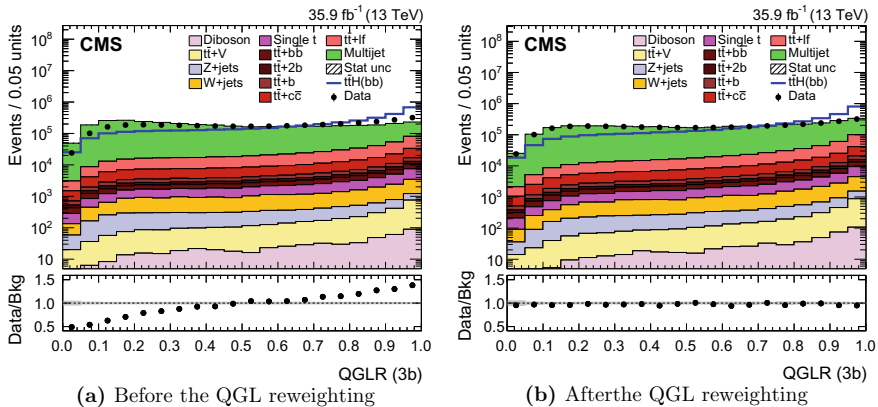 35.9 fb⁻¹ (13 TeV)
CMS
Diboson
tt̄+V
Z+jets
W+jets
Single t
tt̄+bb̄
tt̄+2b
tt̄+b
tt̄+cc̄
tt̄+lf
Multijet
Stat unc
tt̄H(bb̄)
Data
Events / 0.05 units
10⁸
10⁷
10⁶
10⁵
10⁴
10³
10²
10
Data/Bkg
1.5
1.0
0.5
0.0 0.1 0.2 0.3 0.4 0.5 0.6 0.7 0.8 0.9 1.0
QGLR (3b)
(a) Before the QGL reweighting
35.9 fb⁻¹ (13 TeV)
CMS
Diboson
tt̄+V
Z+jets
W+jets
Single t
tt̄+bb̄
tt̄+2b
tt̄+b
tt̄+cc̄
tt̄+lf
Multijet
Stat unc
tt̄H(bb̄)
Data
Events / 0.05 units
10⁸
10⁷
10⁶
10⁵
10⁴
10³
10²
10
Data/Bkg
1.5
1.0
0.5
0.0 0.1 0.2 0.3 0.4 0.5 0.6 0.7 0.8 0.9 1.0
QGLR (3b)
(b) Afterthe QGL reweighting